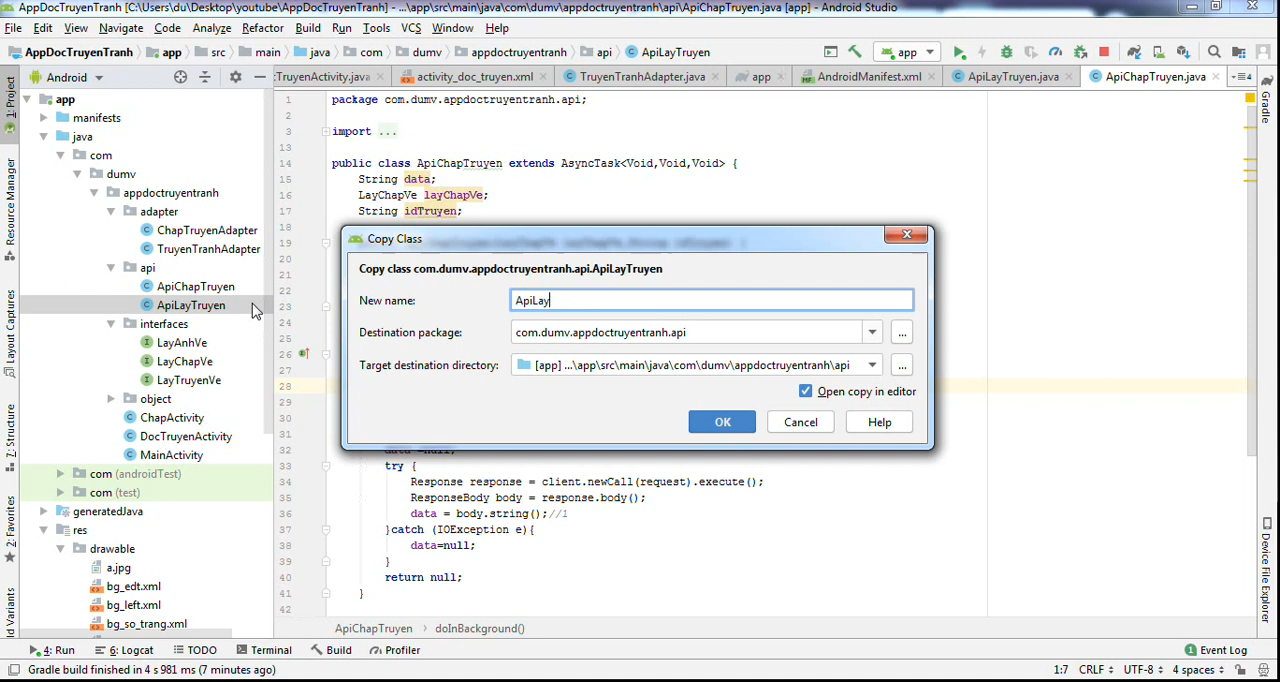 AppDocTruyenTranh [C:\Users\du\Desktop\youtube\AppDocTruyenTranh] - ...\app\src\main\java\com\dumv\appdoctruyentranh\api\ApiChapTruyen.java [app] - Android Studio
File Edit View Navigate Code Analyze Refactor Build Run Tools VCS Window Help
AppDocTruyenTranh app src main java com dumv appdoctruyentranh api ApiLayTruyen app
Android :TruyenActivity.java activity_doc_truyen.xml TruyenTranhAdapter.java app AndroidManifest.xml ApiLayTruyen.java ApiChapTruyen.java 4
1: Project
Resource Manager
Layout Captures
7: Structure
2: Favorites
ld Variants
app
manifests
java
com
dumv
appdoctruyentranh
adapter
ChapTruyenAdapter
TruyenTranhAdapter
api
ApiChapTruyen
ApiLayTruyen
interfaces
LayAnhVe
LayChapVe
LayTruyenVe
object
ChapActivity
DocTruyenActivity
MainActivity
com (androidTest)
com (test)
generatedJava
res
drawable
a.jpg
bg_edt.xml
bg_left.xml
bg_so_trang.xml
1 package com.dumv.appdoctruyentranh.api;
2
3 import ...
13
14 public class ApiChapTruyen extends AsyncTask<Void,Void,Void> {
15 String data;
16 LayChapVe layChapVe;
17 String idTruyen;
18
19
20
21
22
23
24
25
26
27
28
29
30
31
32 data =null;
33 try {
34 Response response = client.newCall(request).execute();
35 ResponseBody body = response.body();
36 data = body.string();//1
37 }catch (IOException e){
38 data=null;
39 }
40 return null;
41 }
42
Copy Class
Copy class com.dumv.appdoctruyentranh.api.ApiLayTruyen
New name: ApiLay
Destination package: com.dumv.appdoctruyentranh.api ...
Target destination directory: [app] ...\app\src\main\java\com\dumv\appdoctruyentranh\api ...
Open copy in editor
OK Cancel Help
ApiChapTruyen doInBackground()
Gradle
Device File Explorer
4: Run 6: Logcat TODO Terminal Build Profiler 1 Event Log
Gradle build finished in 4 s 981 ms (7 minutes ago) 1:7 CRLF UTF-8 4 spaces